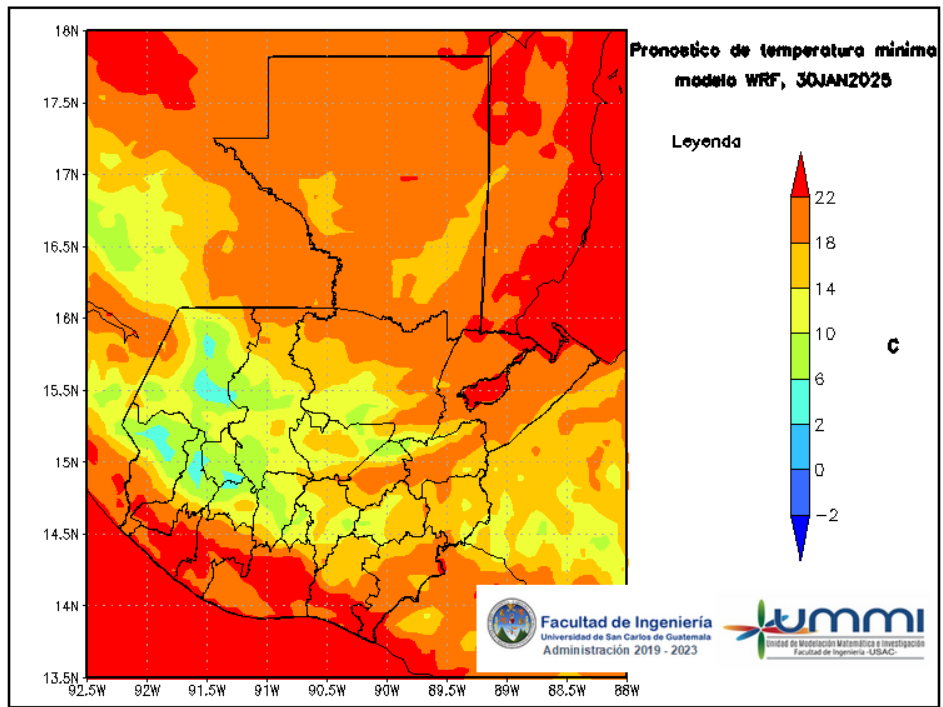 Pronostico de temperatura minima
modelo WRF, 30JAN2025
Leyenda
22
18
14
10
6
2
0
−2
C
18N
17.5N
17N
16.5N
16N
15.5N
15N
14.5N
14N
13.5N
92.5W 92W 91.5W 91W 90.5W 90W 89.5W 89W 88.5W 88W
Facultad de Ingeniería
Universidad de San Carlos de Guatemala
Administración 2019 - 2023
ummi
Unidad de Modelación Matemática e Investigación
Facultad de Ingeniería -USAC-